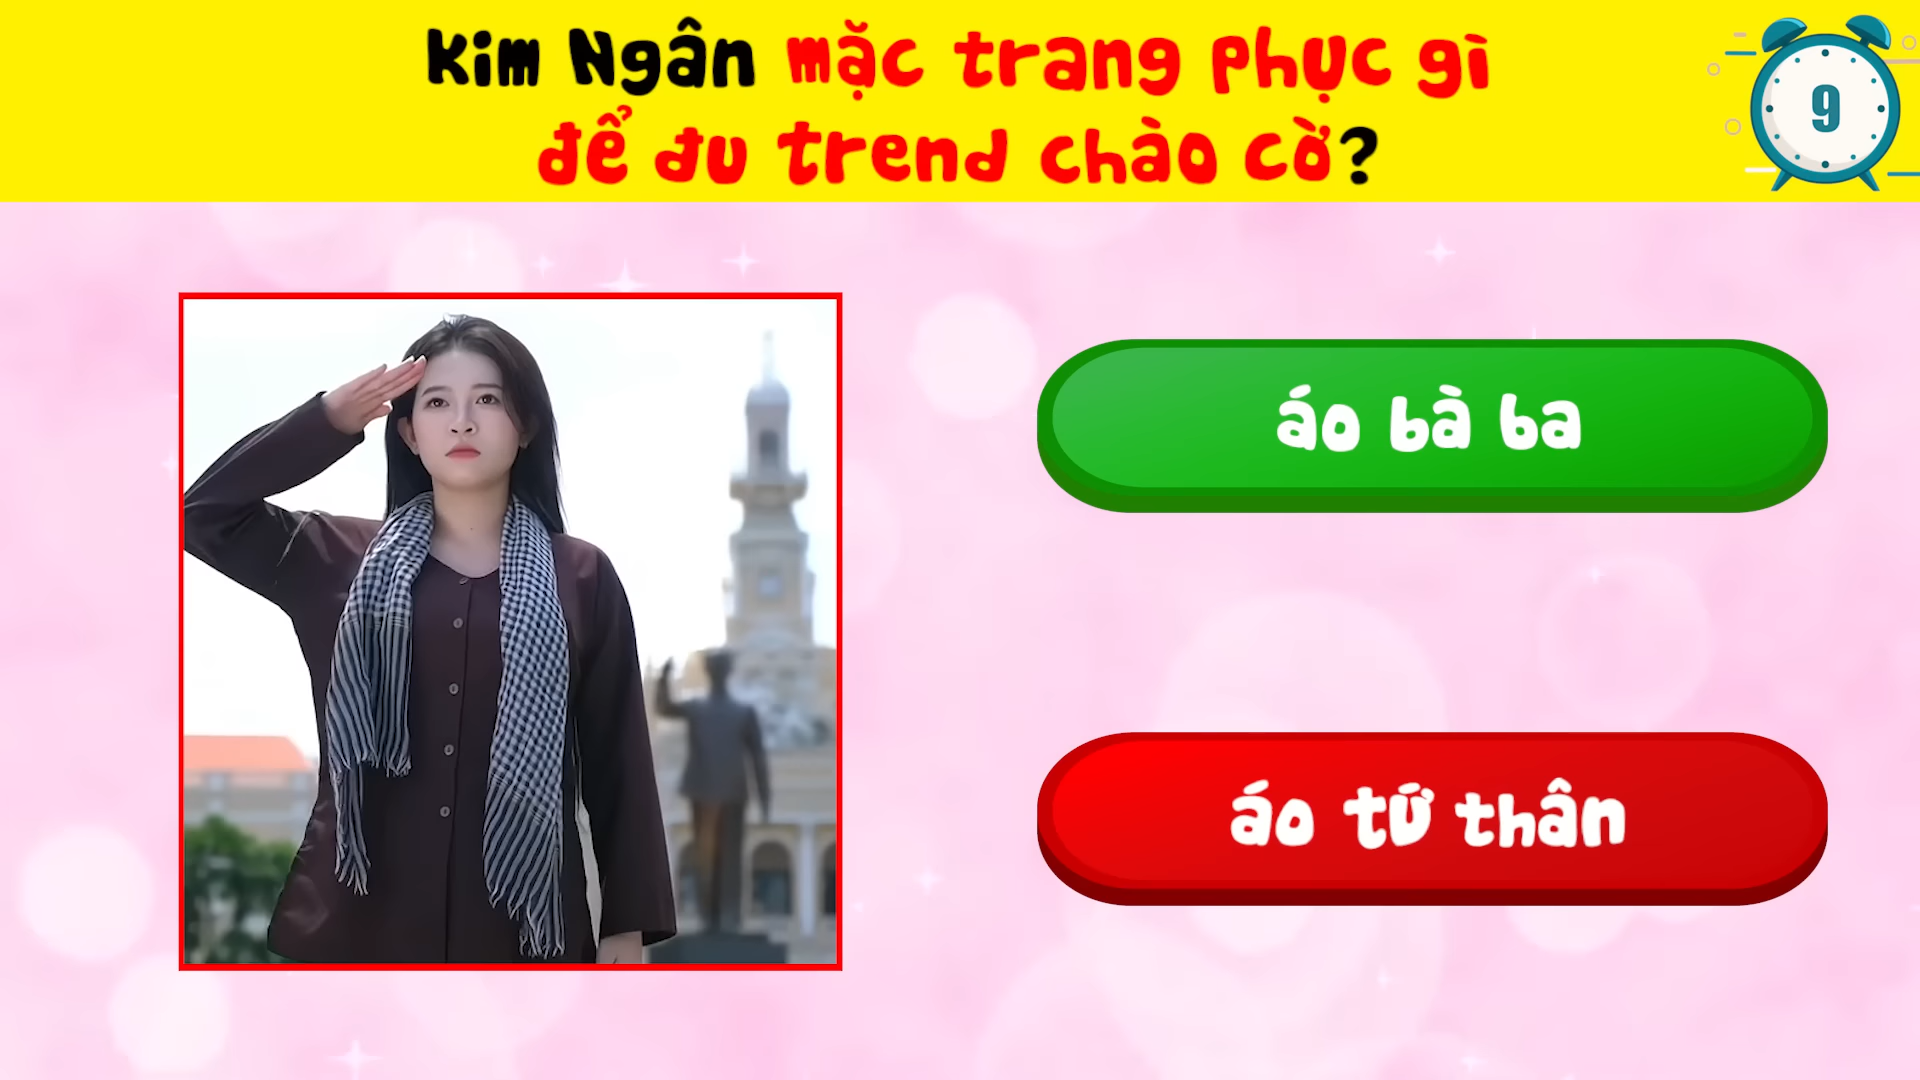 Kim Ngân mặc trang phục gì
để đu trend chào cờ?
9
áo bà ba
áo tứ thân